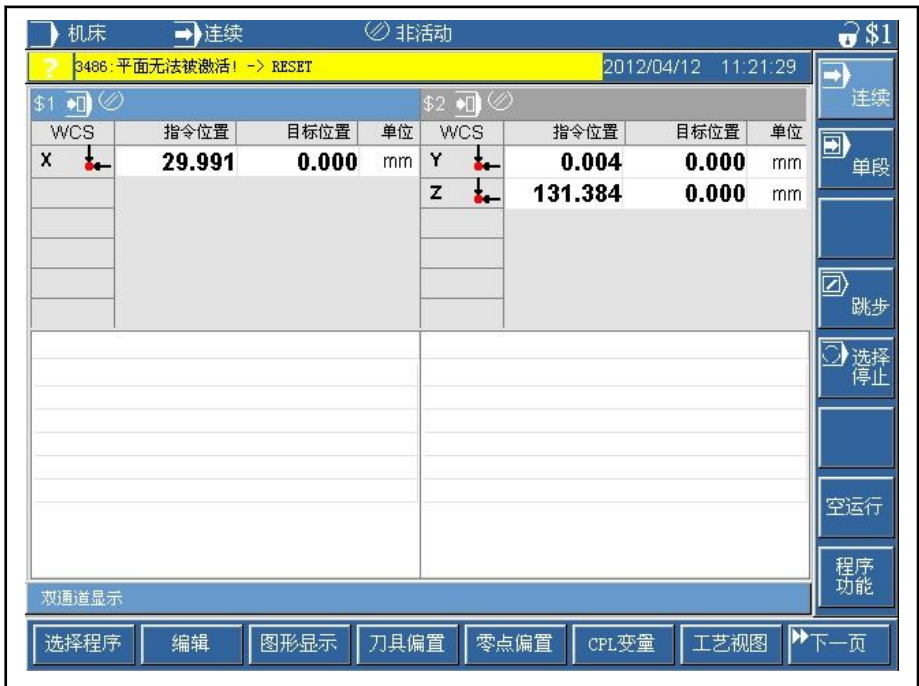 机床 连续 非活动 $1
? 3486:平面无法被激活! -> RESET 2012/04/12 11:21:29
$1 $2
WCS 指令位置 目标位置 单位 WCS 指令位置 目标位置 单位
X 29.991 0.000 mm Y 0.004 0.000 mm
Z 131.384 0.000 mm
双通道显示
连续
单段
跳步
选择
停止
空运行
程序
功能
选择程序 编辑 图形显示 刀具偏置 零点偏置 CPL变量 工艺视图 下一页